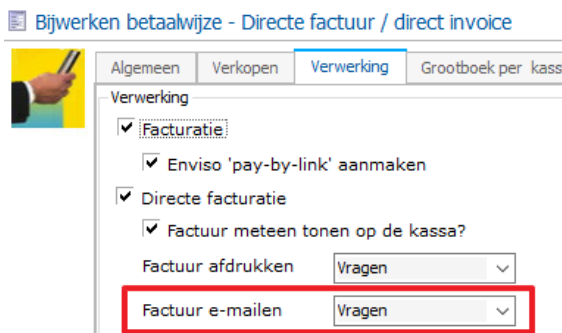 Bijwerken betaalwijze - Directe factuur / direct invoice
Algemeen Verkopen Verwerking Grootboek per kass
Verwerking
Facturatie
Enviso 'pay-by-link' aanmaken
Directe facturatie
Factuur meteen tonen op de kassa?
Factuur afdrukken Vragen
Factuur e-mailen Vragen